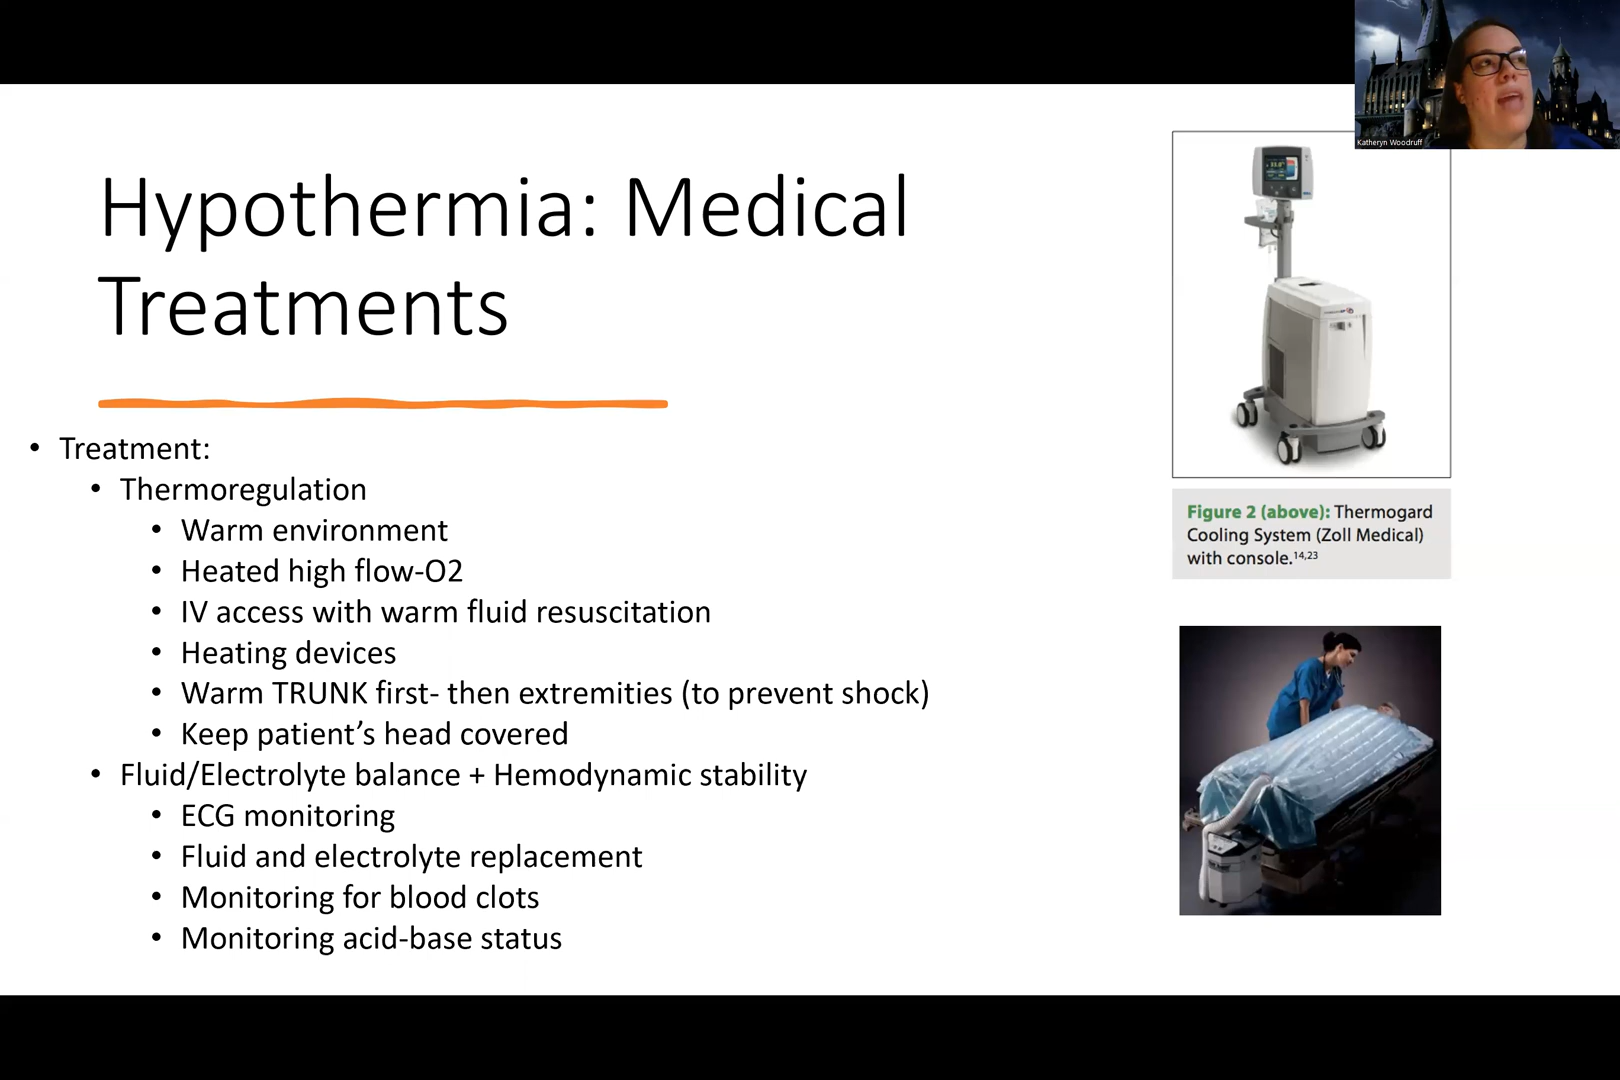 Katheryn Woodruff
Hypothermia: Medical
Treatments
• Treatment:
• Thermoregulation
• Warm environment
• Heated high flow-O2
• IV access with warm fluid resuscitation
• Heating devices
• Warm TRUNK first- then extremities (to prevent shock)
• Keep patient’s head covered
• Fluid/Electrolyte balance + Hemodynamic stability
• ECG monitoring
• Fluid and electrolyte replacement
• Monitoring for blood clots
• Monitoring acid-base status
Figure 2 (above): Thermogard
Cooling System (Zoll Medical)
with console.14,23